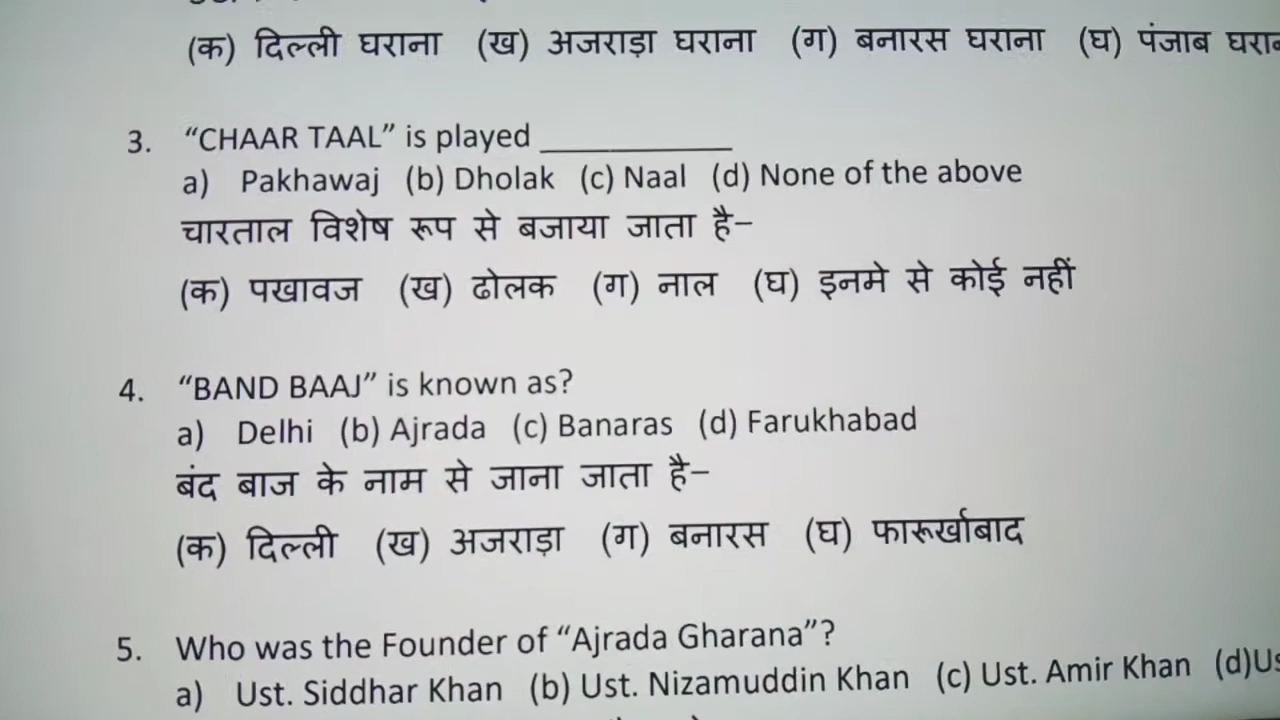 (क) दिल्ली घराना (ख) अजराड़ा घराना (ग) बनारस घराना (घ) पंजाब
3. “CHAAR TAAL” is played ____________
a) Pakhawaj (b) Dholak (c) Naal (d) None of the above
चारताल विशेष रूप से बजाया जाता है–
(क) पखावज (ख) ढोलक (ग) नाल (घ) इनमे से कोई नहीं
4. “BAND BAAJ” is known as?
a) Delhi (b) Ajrada (c) Banaras (d) Farukhabad
बंद बाज के नाम से जाना जाता है–
(क) दिल्ली (ख) अजराड़ा (ग) बनारस (घ) फारूर्खाबाद
5. Who was the Founder of “Ajrada Gharana”?
a) Ust. Siddhar Khan (b) Ust. Nizamuddin Khan (c) Ust. Amir Khan (d)